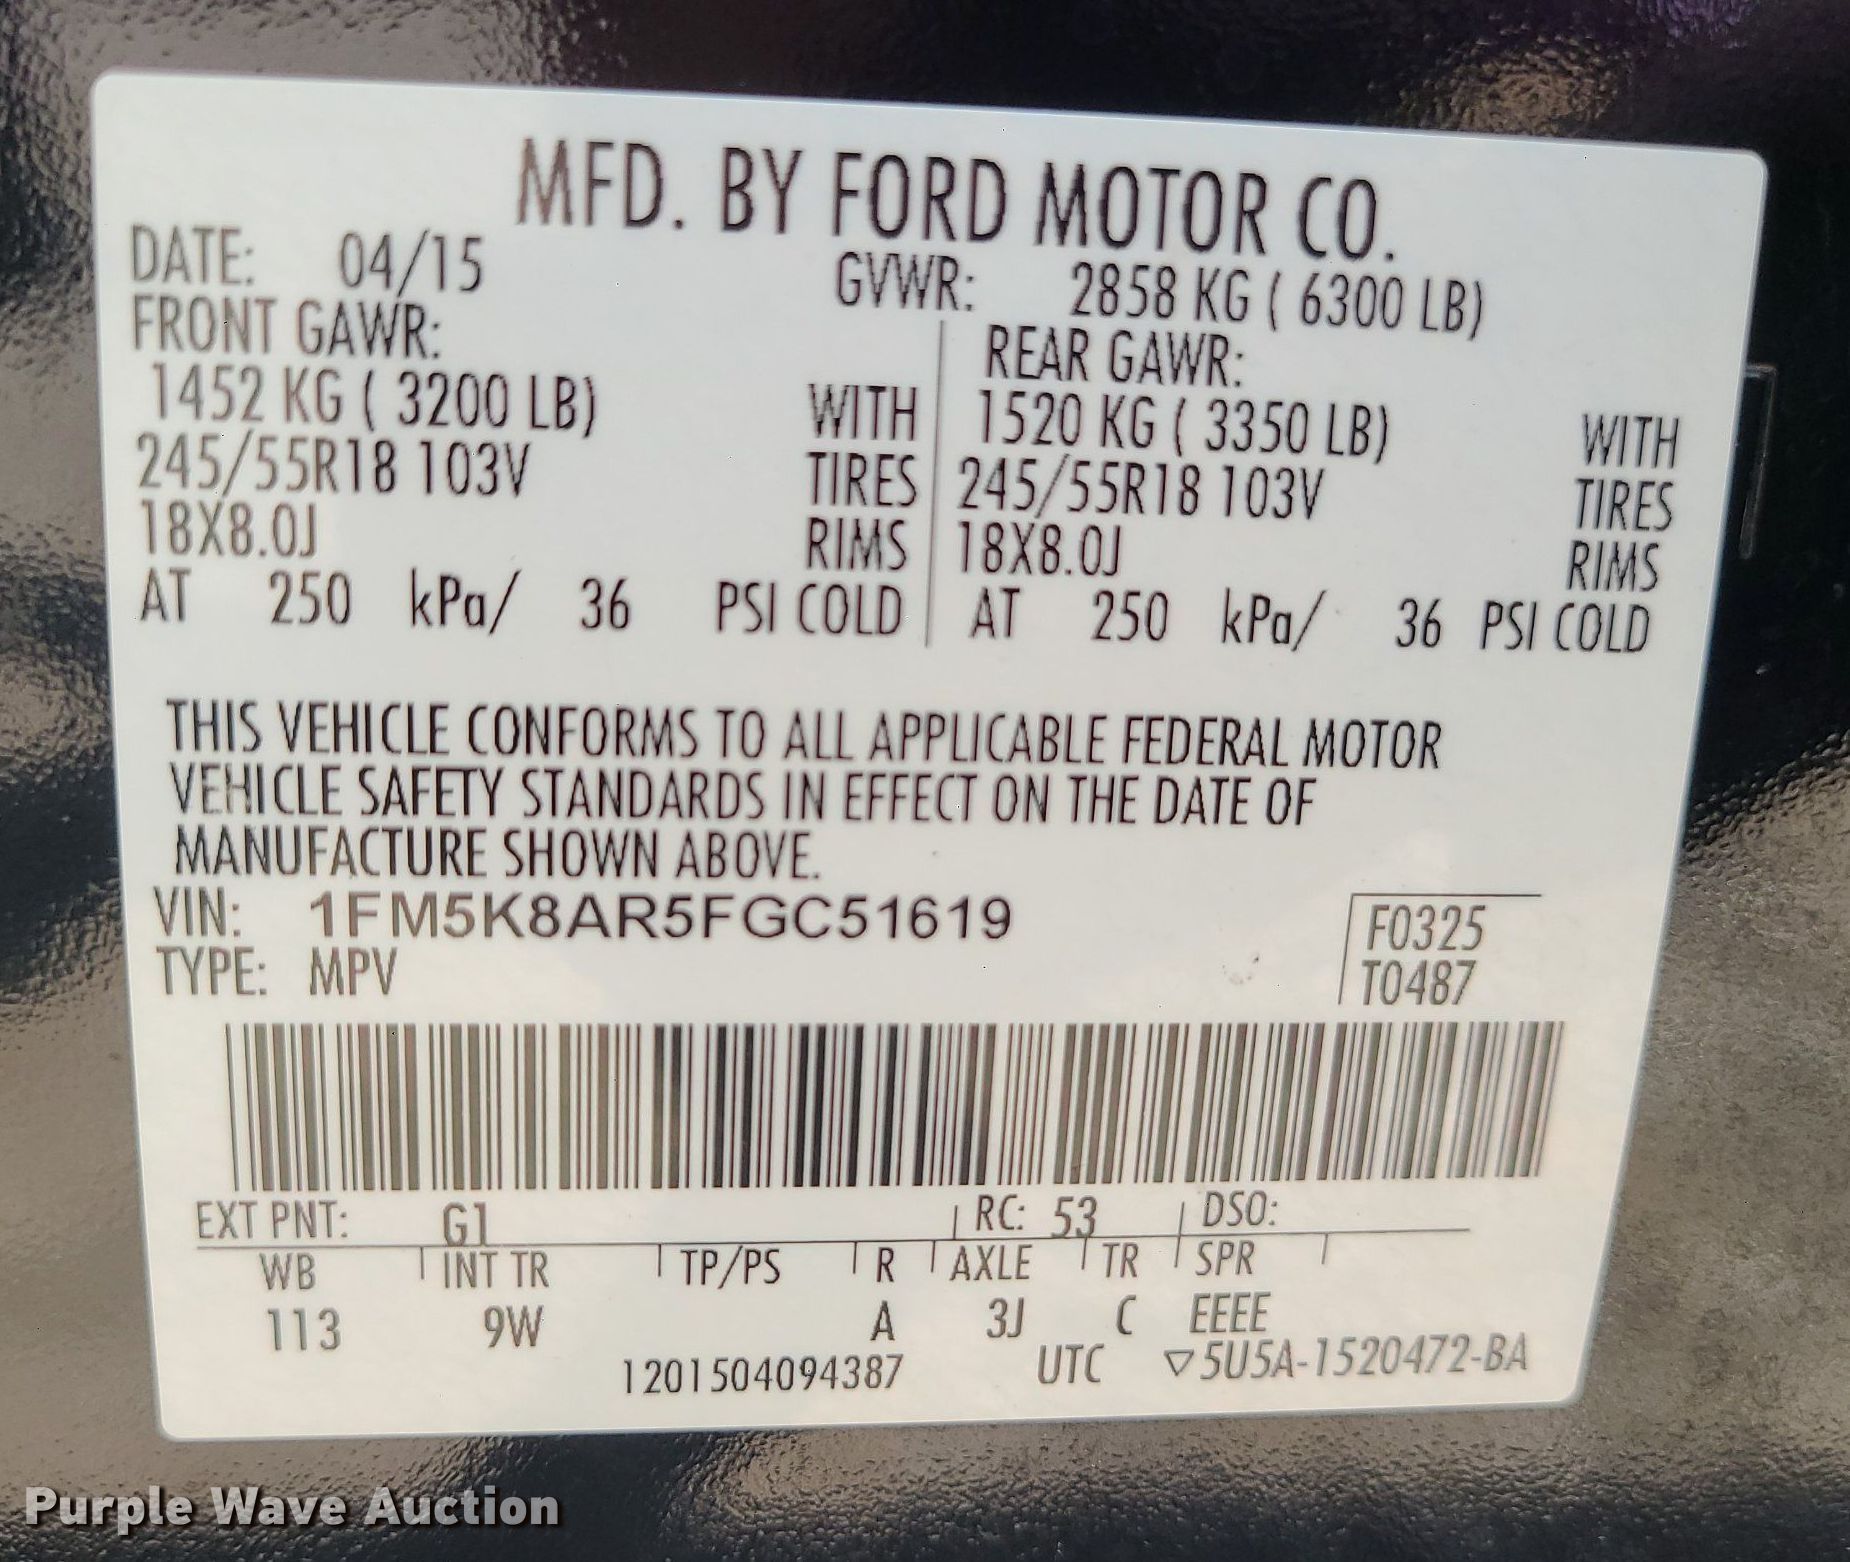 MFD. BY FORD MOTOR CO.
DATE: 04/15 GVWR: 2858 KG ( 6300 LB)
FRONT GAWR: REAR GAWR:
1452 KG ( 3200 LB) WITH 1520 KG ( 3350 LB) WITH
245/55R18 103V TIRES 245/55R18 103V TIRES
18X8.0J RIMS 18X8.0J RIMS
AT 250 kPa/ 36 PSI COLD AT 250 kPa/ 36 PSI COLD
THIS VEHICLE CONFORMS TO ALL APPLICABLE FEDERAL MOTOR
VEHICLE SAFETY STANDARDS IN EFFECT ON THE DATE OF
MANUFACTURE SHOWN ABOVE.
VIN: 1FM5K8AR5FGC51619 F0325
TYPE: MPV T0487
EXT PNT: G1 RC: 53 DSO:
WB INT TR TP/PS R AXLE TR SPR
113 9W A 3J C EEEE
1201504094387 UTC ▽5U5A-1520472-BA
Purple Wave Auction